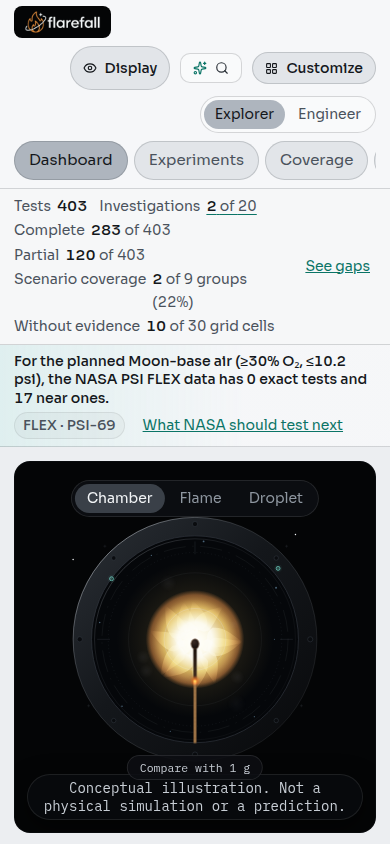 flarefall
Display
Customize
Explorer Engineer
Dashboard Experiments Coverage
Tests 403 Investigations 2 of 20
Complete 283 of 403
Partial 120 of 403
See gaps
Scenario coverage 2 of 9 groups
(22%)
Without evidence 10 of 30 grid cells
For the planned Moon-base air (≥30% O₂, ≤10.2
psi), the NASA PSI FLEX data has 0 exact tests and
17 near ones.
FLEX · PSI-69 What NASA should test next
Chamber Flame Droplet
Compare with 1 g
Conceptual illustration. Not a
physical simulation or a prediction.